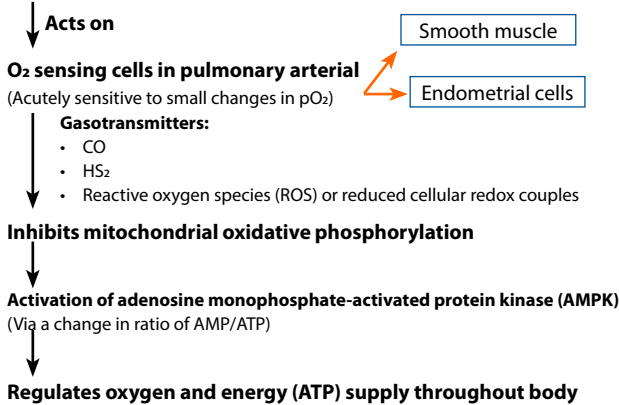 Acts on
Smooth muscle
O₂ sensing cells in pulmonary arterial
(Acutely sensitive to small changes in pO₂)
Endometrial cells
Gasotransmitters:
• CO
• HS₂
• Reactive oxygen species (ROS) or reduced cellular redox couples
Inhibits mitochondrial oxidative phosphorylation
Activation of adenosine monophosphate-activated protein kinase (AMPK)
(Via a change in ratio of AMP/ATP)
Regulates oxygen and energy (ATP) supply throughout body